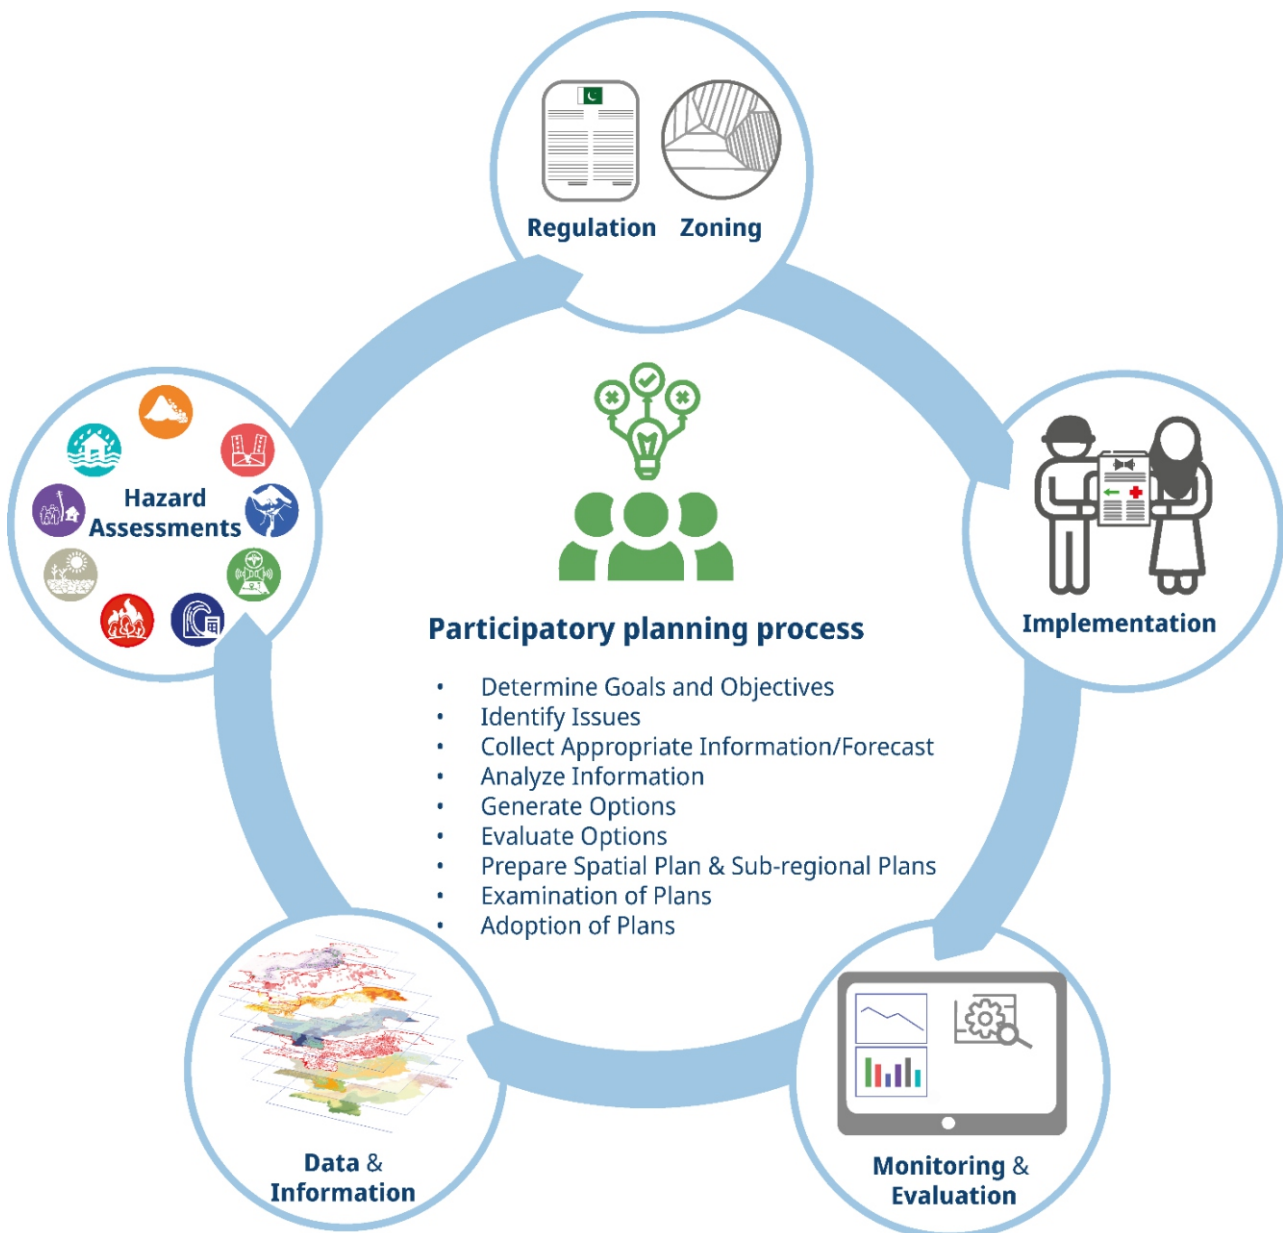 Regulation Zoning
Hazard
Assessments
Implementation
Participatory planning process
• Determine Goals and Objectives
• Identify Issues
• Collect Appropriate Information/Forecast
• Analyze Information
• Generate Options
• Evaluate Options
• Prepare Spatial Plan & Sub-regional Plans
• Examination of Plans
• Adoption of Plans
Data &
Information
Monitoring &
Evaluation